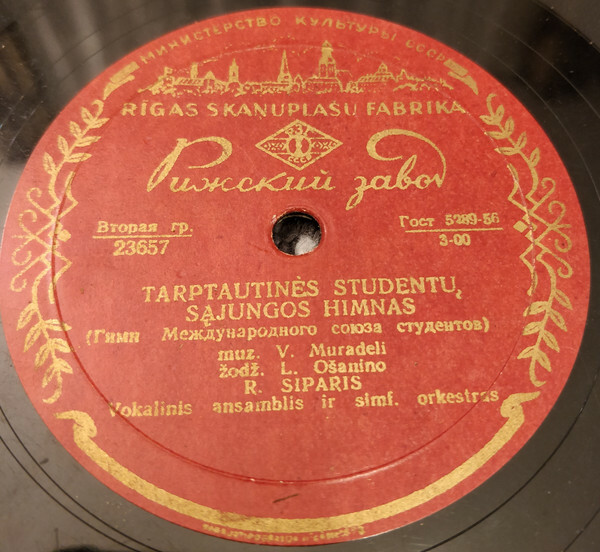 МИНИСТЕРСТВО КУЛЬТУРЫ СССР
RĪGAS SKAŅUPLAŠU FABRIKA
Рижский завод
Вторая гр.
23657
Гост 5289-56
3-00
TARPTAUTINĖS STUDENTŲ
SĄJUNGOS HIMNAS
(Гимн Международного союза студентов)
muz. V. Muradeli
žodž. L. Ošanino
R. SIPARIS
Vokalinis ansamblis ir simf. orkestras